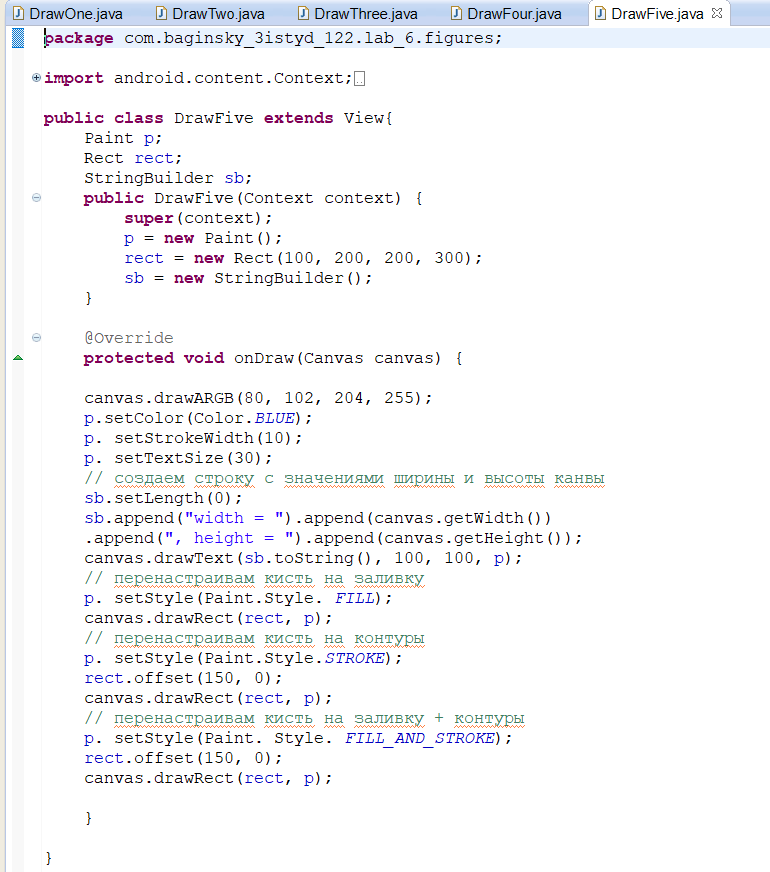 DrawOne.java DrawTwo.java DrawThree.java DrawFour.java DrawFive.java
package com.baginsky_3istyd_122.lab_6.figures;
import android.content.Context;
public class DrawFive extends View{
Paint p;
Rect rect;
StringBuilder sb;
public DrawFive(Context context) {
super(context);
p = new Paint();
rect = new Rect(100, 200, 200, 300);
sb = new StringBuilder();
}
@Override
protected void onDraw(Canvas canvas) {
canvas.drawARGB(80, 102, 204, 255);
p.setColor(Color.BLUE);
p. setStrokeWidth(10);
p. setTextSize(30);
// создаем строку с значениями ширины и высоты канвы
sb.setLength(0);
sb.append("width = ").append(canvas.getWidth())
.append(", height = ").append(canvas.getHeight());
canvas.drawText(sb.toString(), 100, 100, p);
// перенастраивам кисть на заливку
p. setStyle(Paint.Style. FILL);
canvas.drawRect(rect, p);
// перенастраивам кисть на контуры
p. setStyle(Paint.Style.STROKE);
rect.offset(150, 0);
canvas.drawRect(rect, p);
// перенастраивам кисть на заливку + контуры
p. setStyle(Paint. Style. FILL_AND_STROKE);
rect.offset(150, 0);
canvas.drawRect(rect, p);
}
}